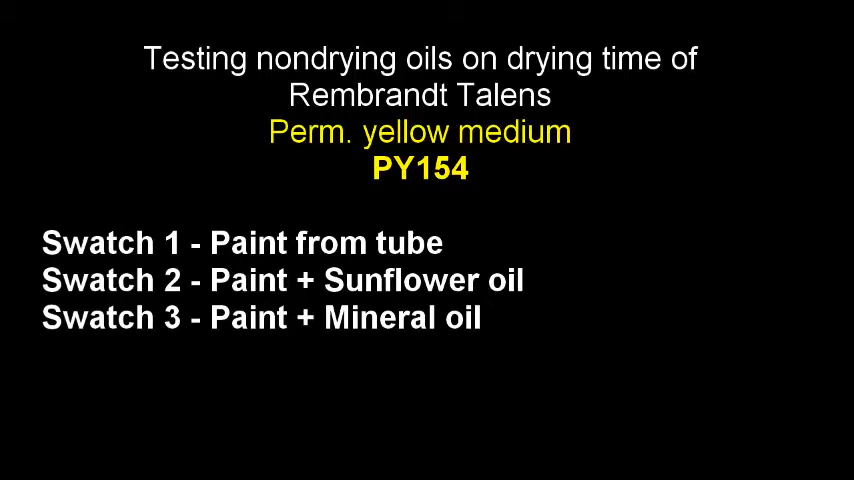 Testing nondrying oils on drying time of
Rembrandt Talens
Perm. yellow medium
PY154
Swatch 1 - Paint from tube
Swatch 2 - Paint + Sunflower oil
Swatch 3 - Paint + Mineral oil